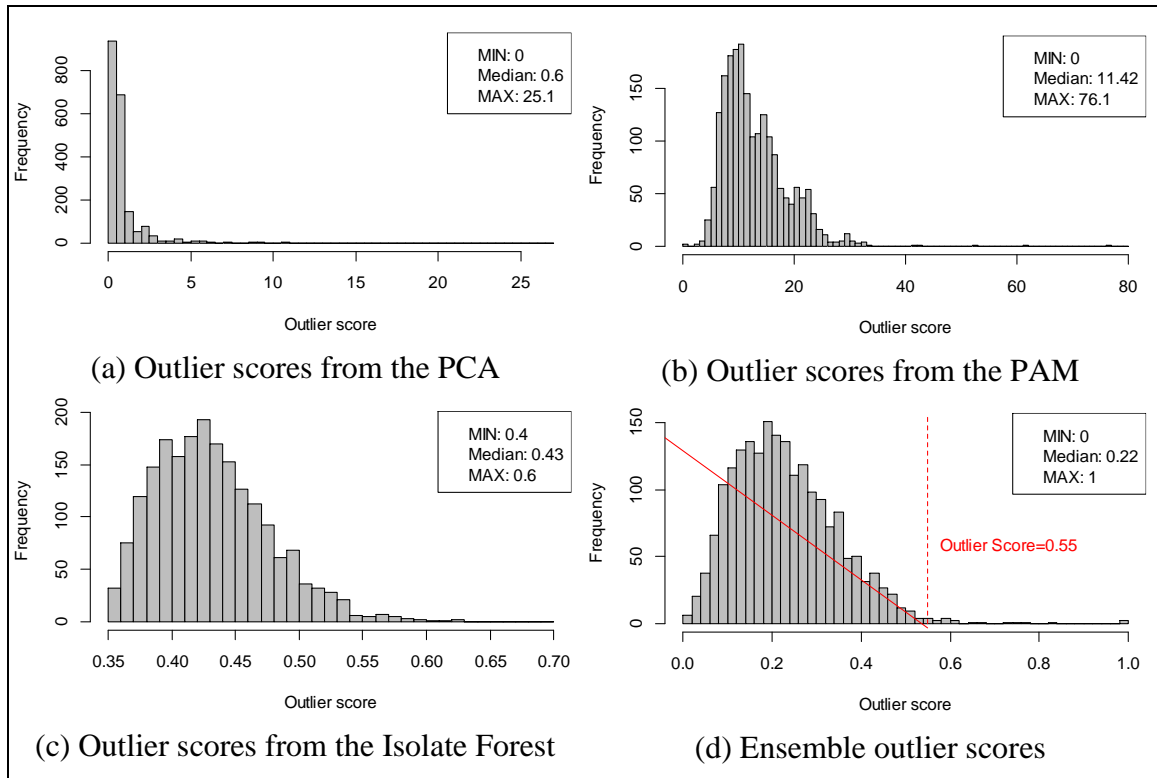 MIN: 0
Median: 0.6
MAX: 25.1
Frequency
0 200 400 600 800
0 5 10 15 20 25
Outlier score
(a) Outlier scores from the PCA
MIN: 0
Median: 11.42
MAX: 76.1
Frequency
0 50 100 150
0 20 40 60 80
Outlier score
(b) Outlier scores from the PAM
MIN: 0.4
Median: 0.43
MAX: 0.6
Frequency
0 50 100 150 200
0.35 0.40 0.45 0.50 0.55 0.60 0.65 0.70
Outlier score
(c) Outlier scores from the Isolate Forest
MIN: 0
Median: 0.22
MAX: 1
Outlier Score=0.55
Frequency
0 50 100 150
0.0 0.2 0.4 0.6 0.8 1.0
Outlier score
(d) Ensemble outlier scores